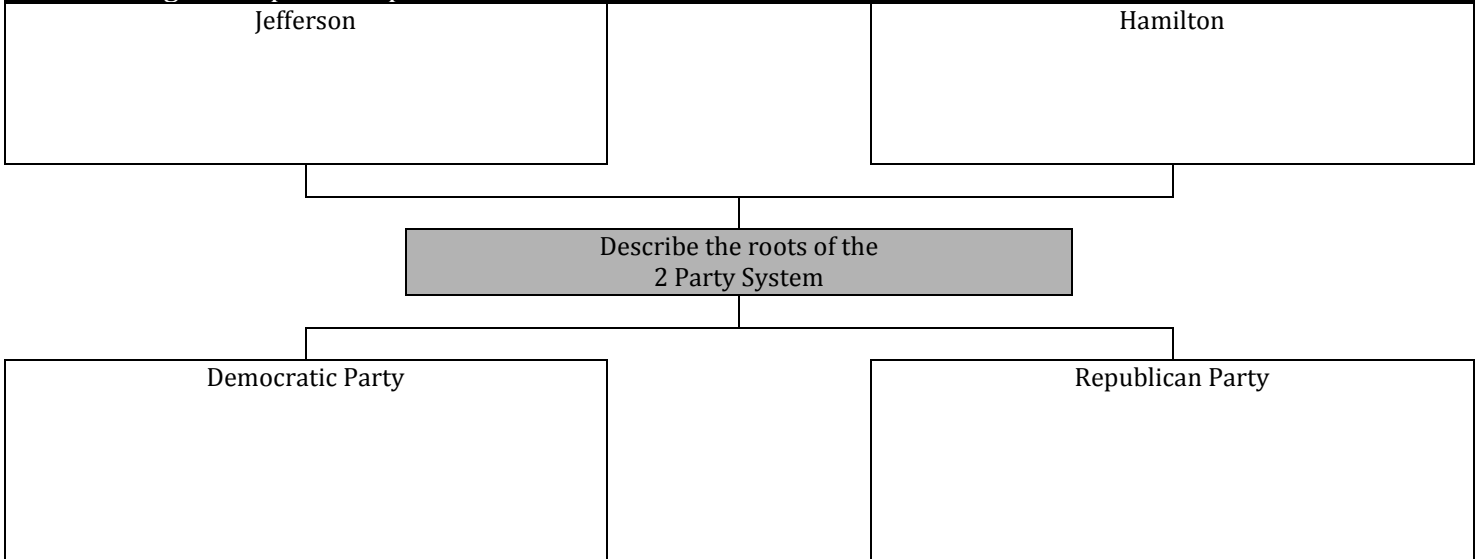 Jefferson
Hamilton
Describe the roots of the
2 Party System
Democratic Party
Republican Party